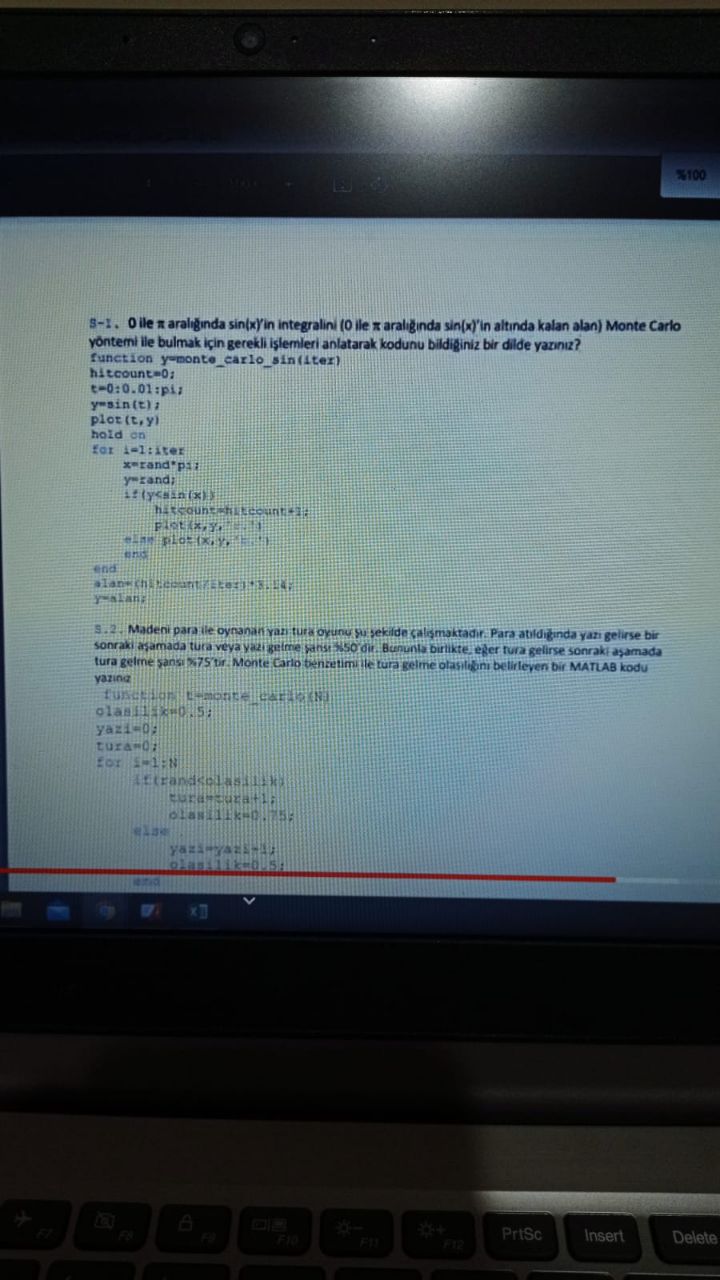 %100
S-1. 0 ile π aralığında sin(x)'in integralini (0 ile π aralığında sin(x)'in altında kalan alan) Monte Carlo
yöntemi ile bulmak için gerekli işlemleri anlatarak kodunu bildiğiniz bir dilde yazınız?
function y=monte_carlo_sin(iter)
hitcount=0;
t=0:0.01:pi;
y=sin(t);
plot(t,y)
hold on
for i=1:iter
x=rand*pi;
y=rand;
if(y<sin(x))
hitcount=hitcount+1;
plot(x,y,
else plot(x,y,
end
end
alan=(hitcount/iter)*3.14;
y=alan;
S.2. Madeni para ile oynanan yazı tura oyunu şu şekilde çalışmaktadır. Para atıldığında yazı gelirse bir
sonraki aşamada tura veya yazı gelme şansı %50'dir. Bununla birlikte, eğer tura gelirse sonraki aşamada
tura gelme şansı %75'tir. Monte Carlo benzetimi ile tura gelme olasılığını belirleyen bir MATLAB kodu
yazınız
function t=monte_carlo(N)
olasilik=0.5;
yazi=0;
tura=0;
for i=1:N
if(rand<olasilik)
tura=tura+1;
olasilik=0.75;
else
yazi=yazi+1;
olasilik=0.5;
end
F7
F8
F9
F10
F11
F12
PrtSc
Insert
Delete